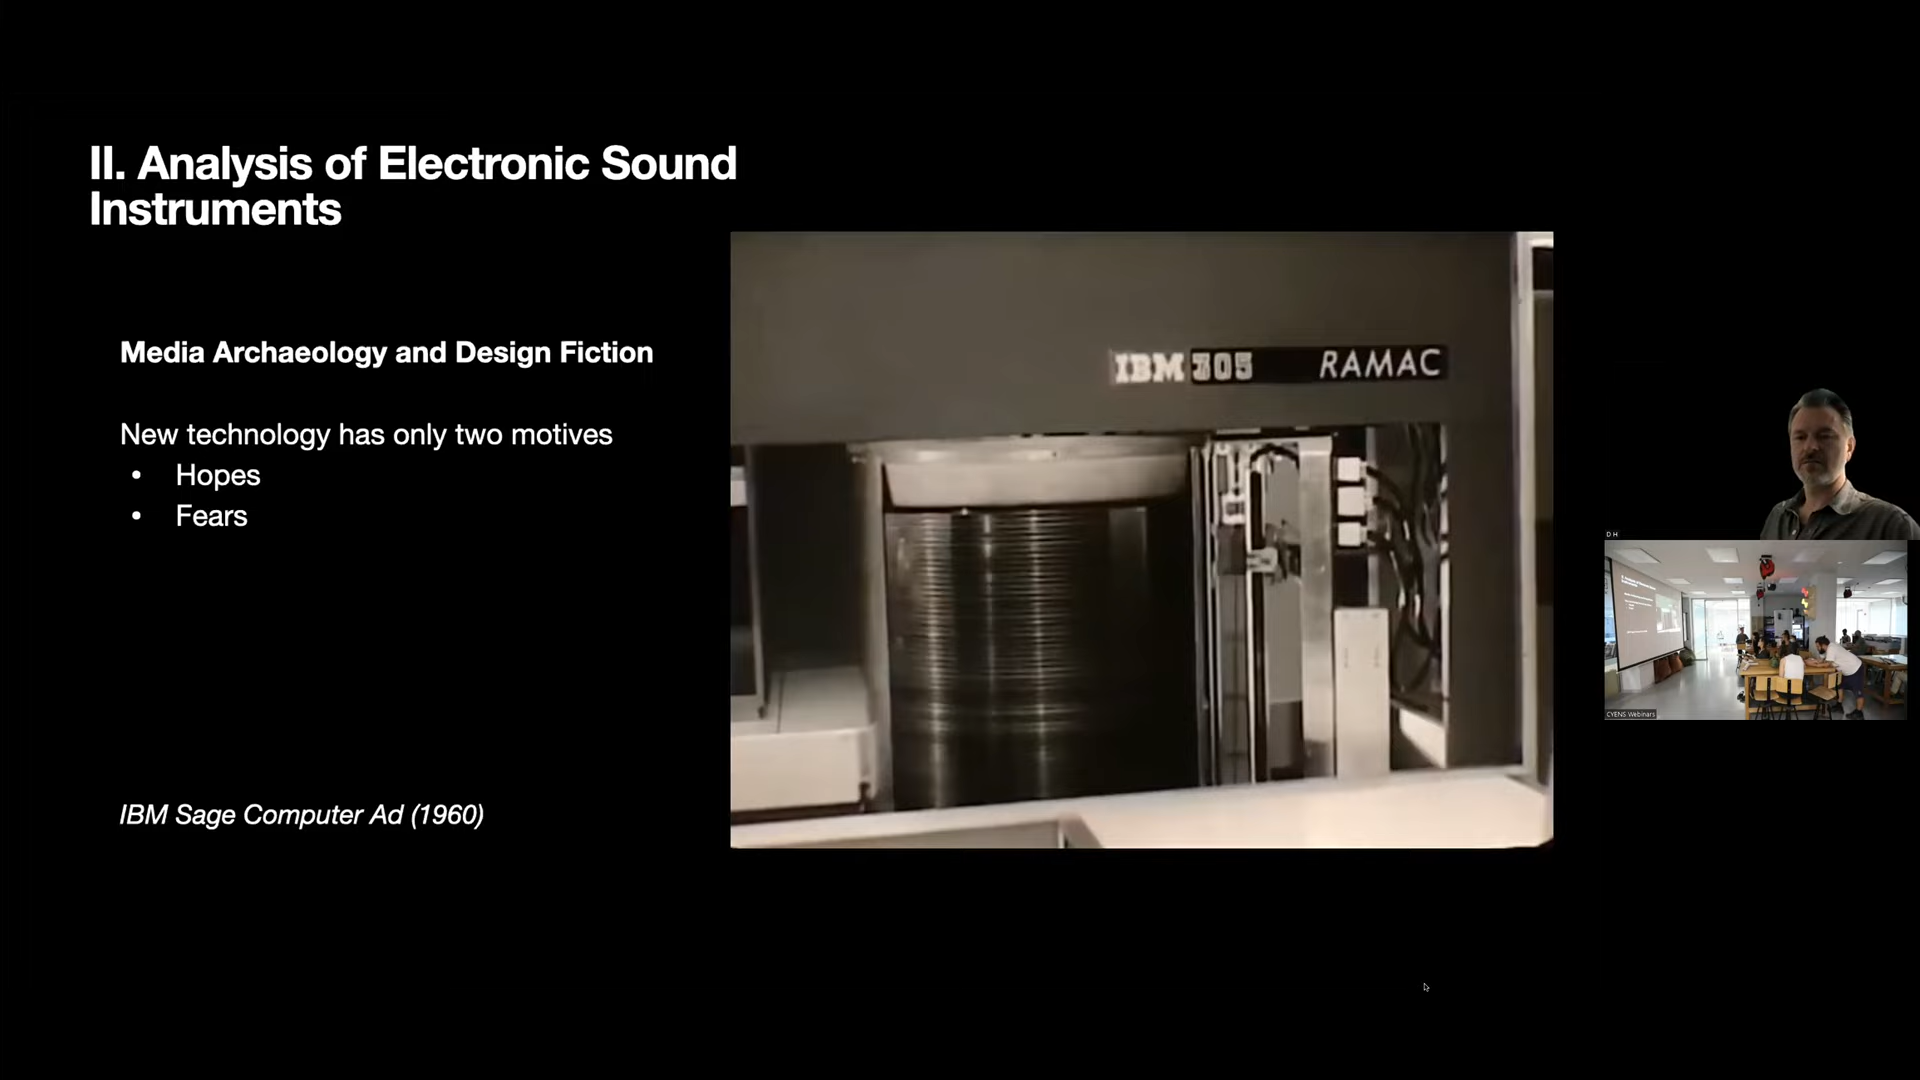 II. Analysis of Electronic Sound
Instruments
Media Archaeology and Design Fiction
New technology has only two motives
• Hopes
• Fears
IBM Sage Computer Ad (1960)
IBM 305 RAMAC
D H
CYENS Webinars